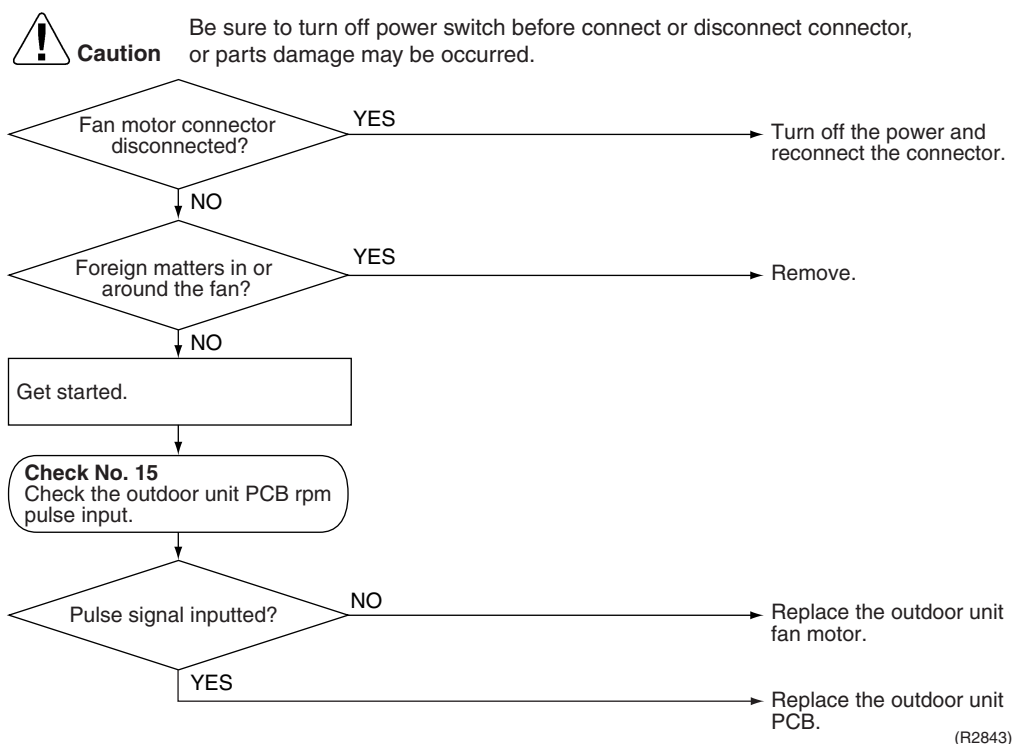 Be sure to turn off power switch before connect or disconnect connector,
Caution or parts damage may be occurred.
Fan motor connector
disconnected?
YES
Turn off the power and
reconnect the connector.
NO
Foreign matters in or
around the fan?
YES
Remove.
NO
Get started.
Check No. 15
Check the outdoor unit PCB rpm
pulse input.
Pulse signal inputted?
NO
Replace the outdoor unit
fan motor.
YES
Replace the outdoor unit
PCB.
(R2843)